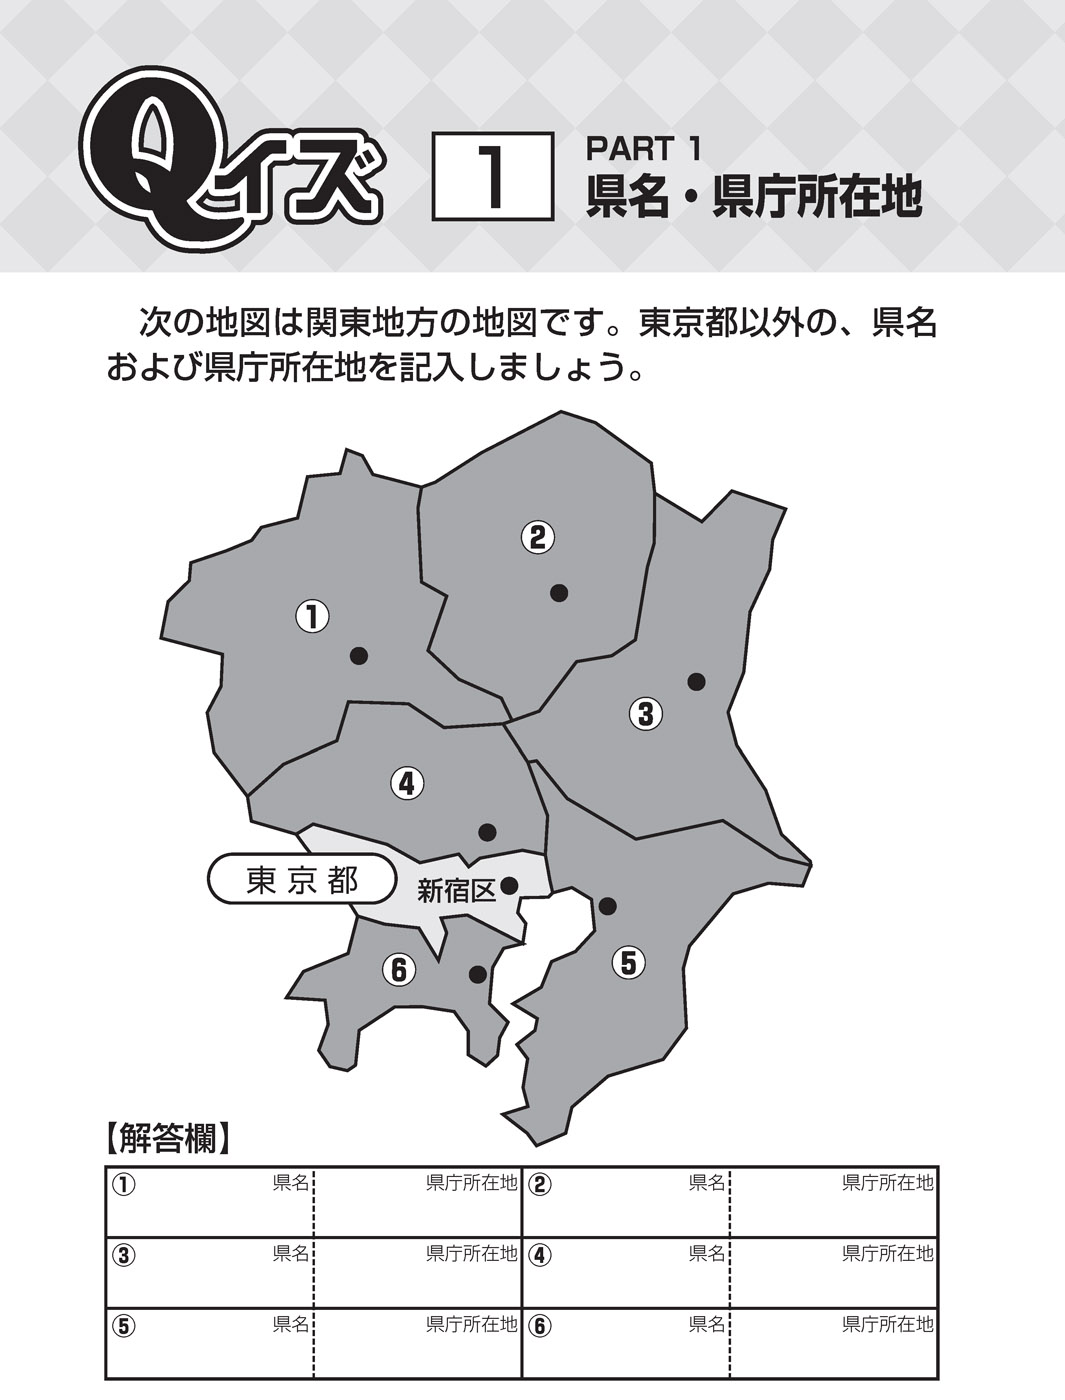 Qイズ
1
PART 1
県名・県庁所在地
次の地図は関東地方の地図です。東京都以外の、県名
および県庁所在地を記入しましょう。
②
①
③
④
東京都
新宿区
⑤
⑥
【解答欄】
① 県名 県庁所在地 ② 県名 県庁所在地
③ 県名 県庁所在地 ④ 県名 県庁所在地
⑤ 県名 県庁所在地 ⑥ 県名 県庁所在地